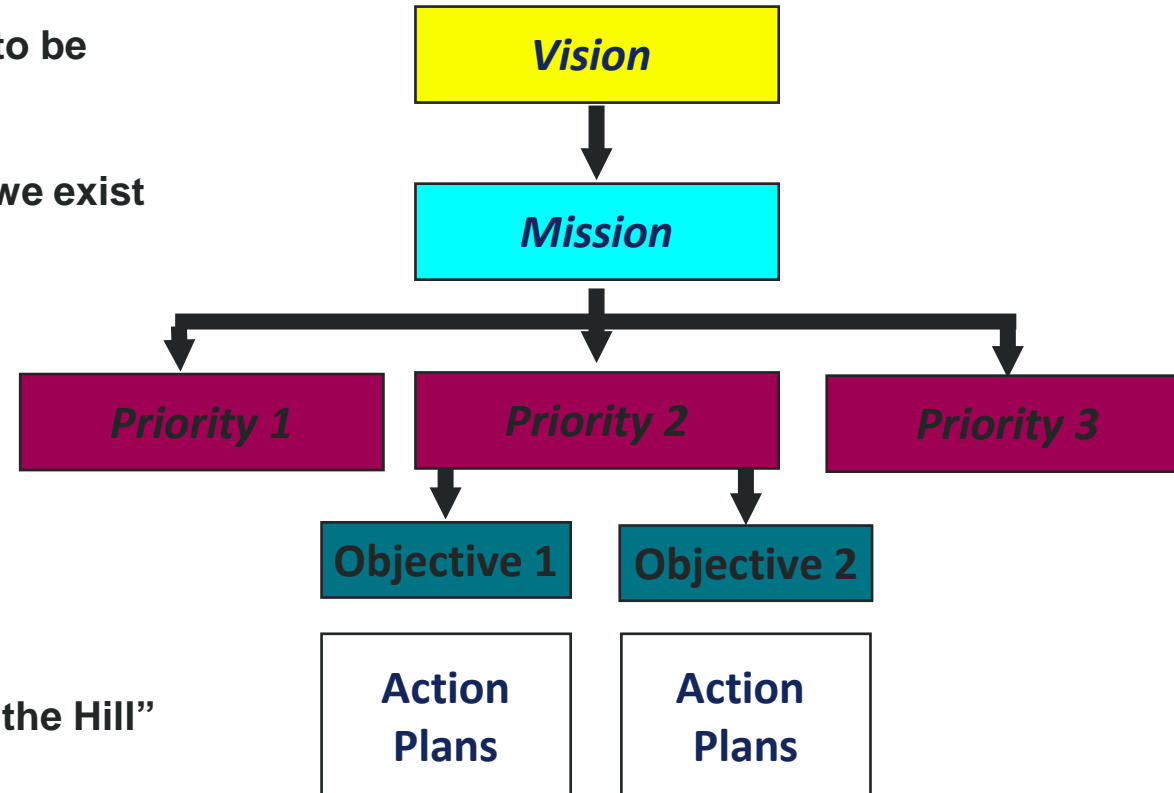 to be
Vision
we exist
Mission
Priority 1
Priority 2
Priority 3
Objective 1
Objective 2
Action
Plans
Action
Plans
the Hill”